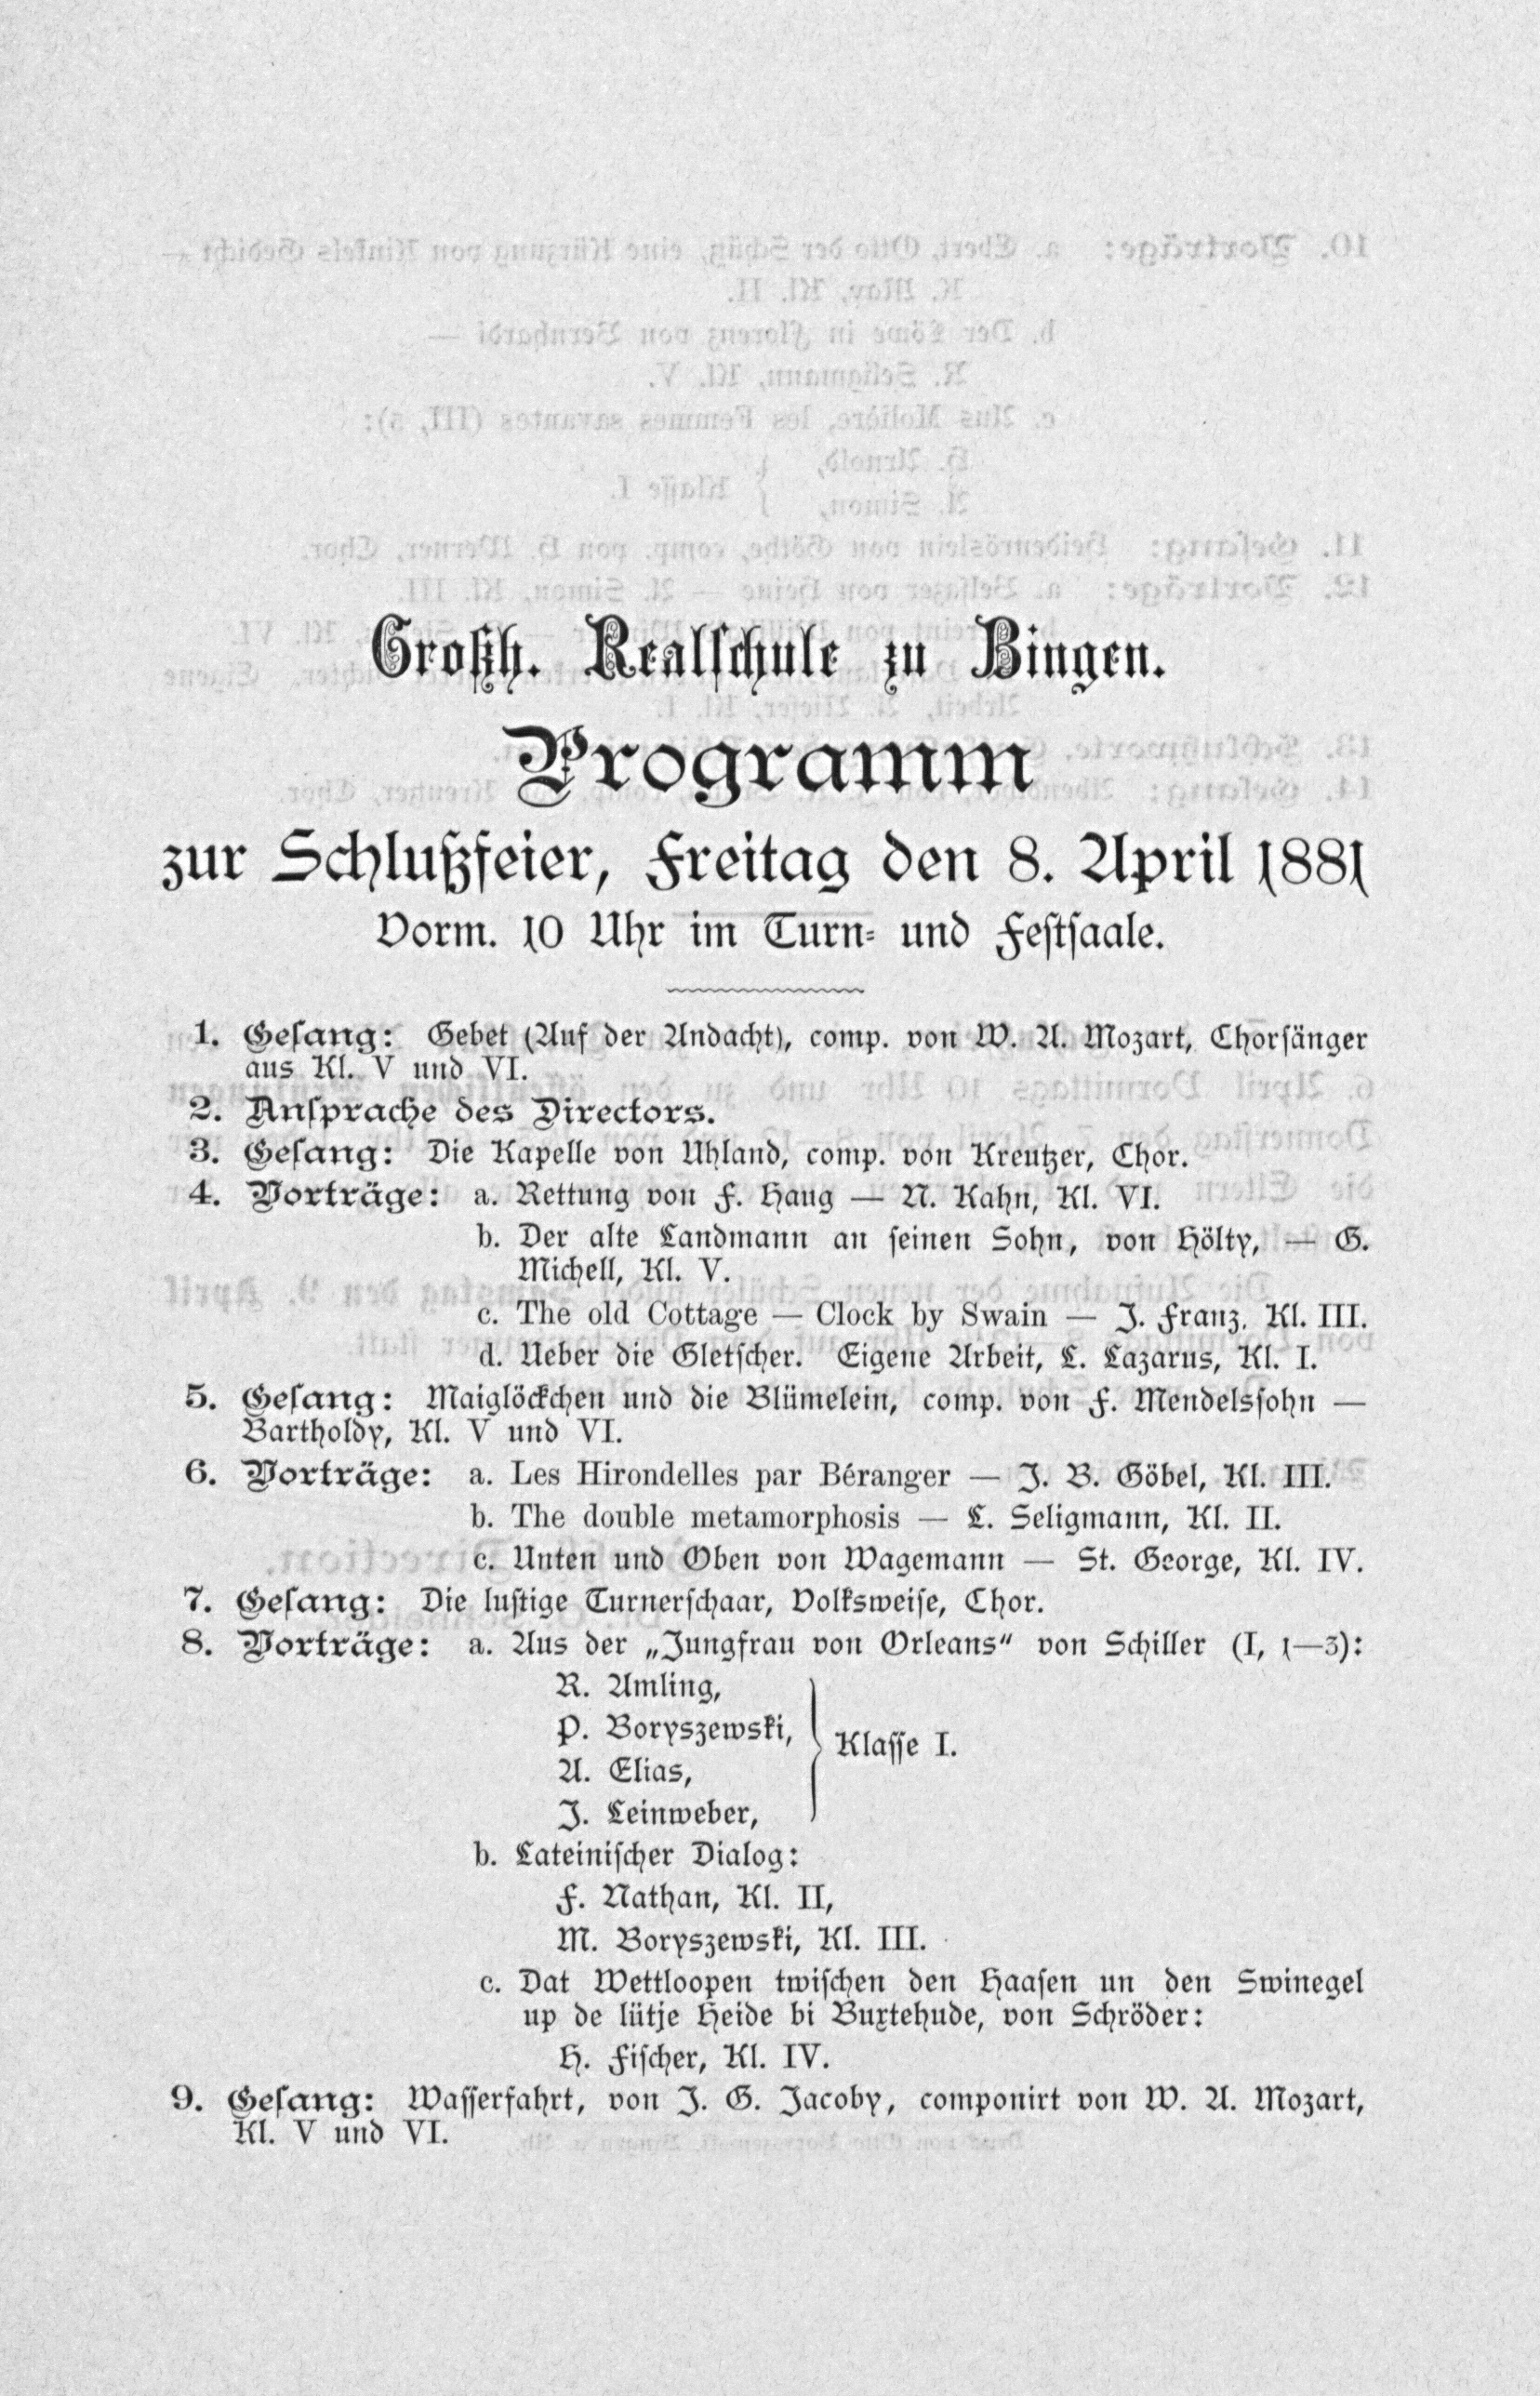 Großh. Realschule zu Bingen.
Programm
zur Schlußfeier, Freitag den 8. April 1881
Vorm. 10 Uhr im Turn- und Festsaale.
1. Gesang: Gebet (Auf der Andacht), comp. von W. A. Mozart, Chorsänger
aus Kl. V und VI.
2. Ansprache des Directors.
3. Gesang: Die Kapelle von Uhland, comp. von Kreutzer, Chor.
4. Vorträge: a. Rettung von F. Haug — N. Kahn, Kl. VI.
b. Der alte Landmann an seinen Sohn, von Hölty, — G.
Michell, Kl. V.
c. The old Cottage — Clock by Swain — J. Franz, Kl. III.
d. Ueber die Gletscher. Eigene Arbeit, L. Lazarus, Kl. I.
5. Gesang: Maiglöckchen und die Blümelein, comp. von F. Mendelssohn —
Bartholdy, Kl. V und VI.
6. Vorträge: a. Les Hirondelles par Béranger — J. B. Göbel, Kl. III.
b. The double metamorphosis — L. Seligmann, Kl. II.
c. Unten und Oben von Wagemann — St. George, Kl. IV.
7. Gesang: Die lustige Turnerschaar, Volksweise, Chor.
8. Vorträge: a. Aus der „Jungfrau von Orleans“ von Schiller (I, 1—3):
R. Amling,
P. Boryszewski,
Klasse I.
A. Elias,
J. Leinweber,
b. Lateinischer Dialog:
F. Nathan, Kl. II,
M. Boryszewski, Kl. III.
c. Dat Wettloopen twischen den Haasen un den Swinegel
up de lütje Heide bi Buxtehude, von Schröder:
H. Fischer, Kl. IV.
9. Gesang: Wasserfahrt, von J. G. Jacoby, componirt von W. A. Mozart,
Kl. V und VI.